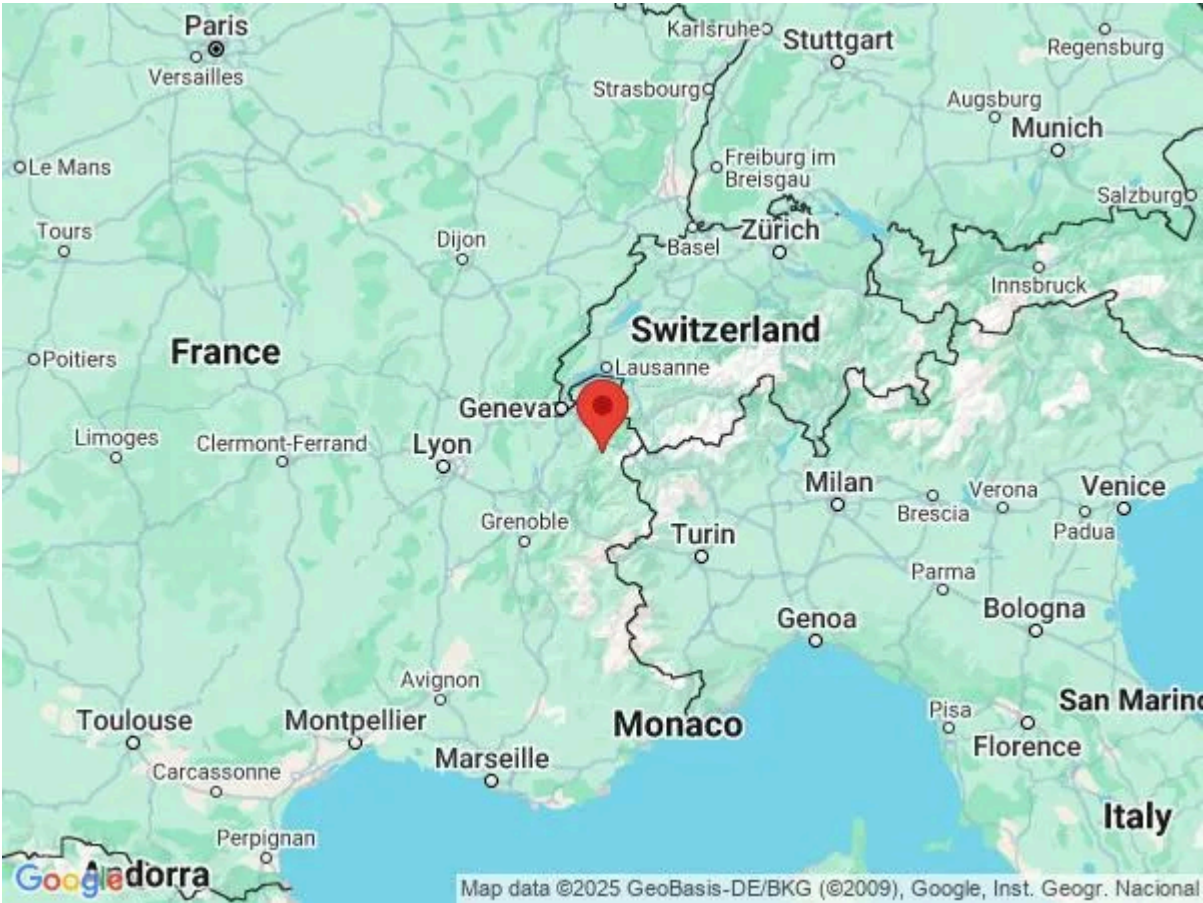 Paris
Versailles
Karlsruhe
Stuttgart
Regensburg
Strasbourg
Augsburg
Munich
Le Mans
Freiburg im
Breisgau
Salzburg
Tours
Dijon
Basel
Zürich
Innsbruck
Switzerland
France
Poitiers
Lausanne
Geneva
Limoges
Clermont-Ferrand
Lyon
Milan
Verona
Venice
Brescia
Padua
Grenoble
Turin
Parma
Bologna
Genoa
Avignon
San Marino
Toulouse
Montpellier
Monaco
Pisa
Florence
Marseille
Carcassonne
Italy
Perpignan
Andorra
Google
Map data ©2025 GeoBasis-DE/BKG (©2009), Google, Inst. Geogr. Nacional